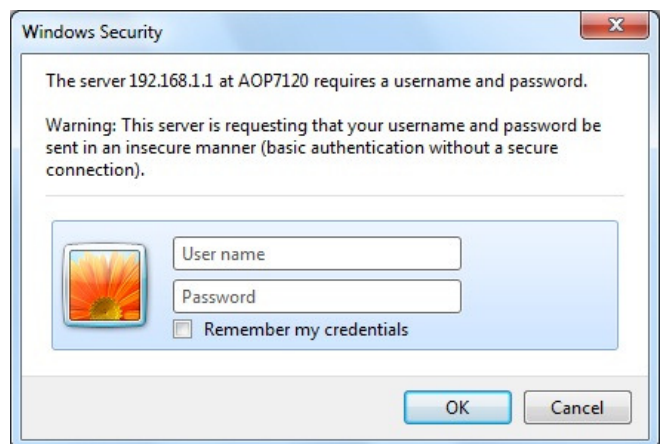 Windows Security
The server 192.168.1.1 at AOP7120 requires a username and password.
Warning: This server is requesting that your username and password be
sent in an insecure manner (basic authentication without a secure
connection).
User name
Password
Remember my credentials
OK
Cancel